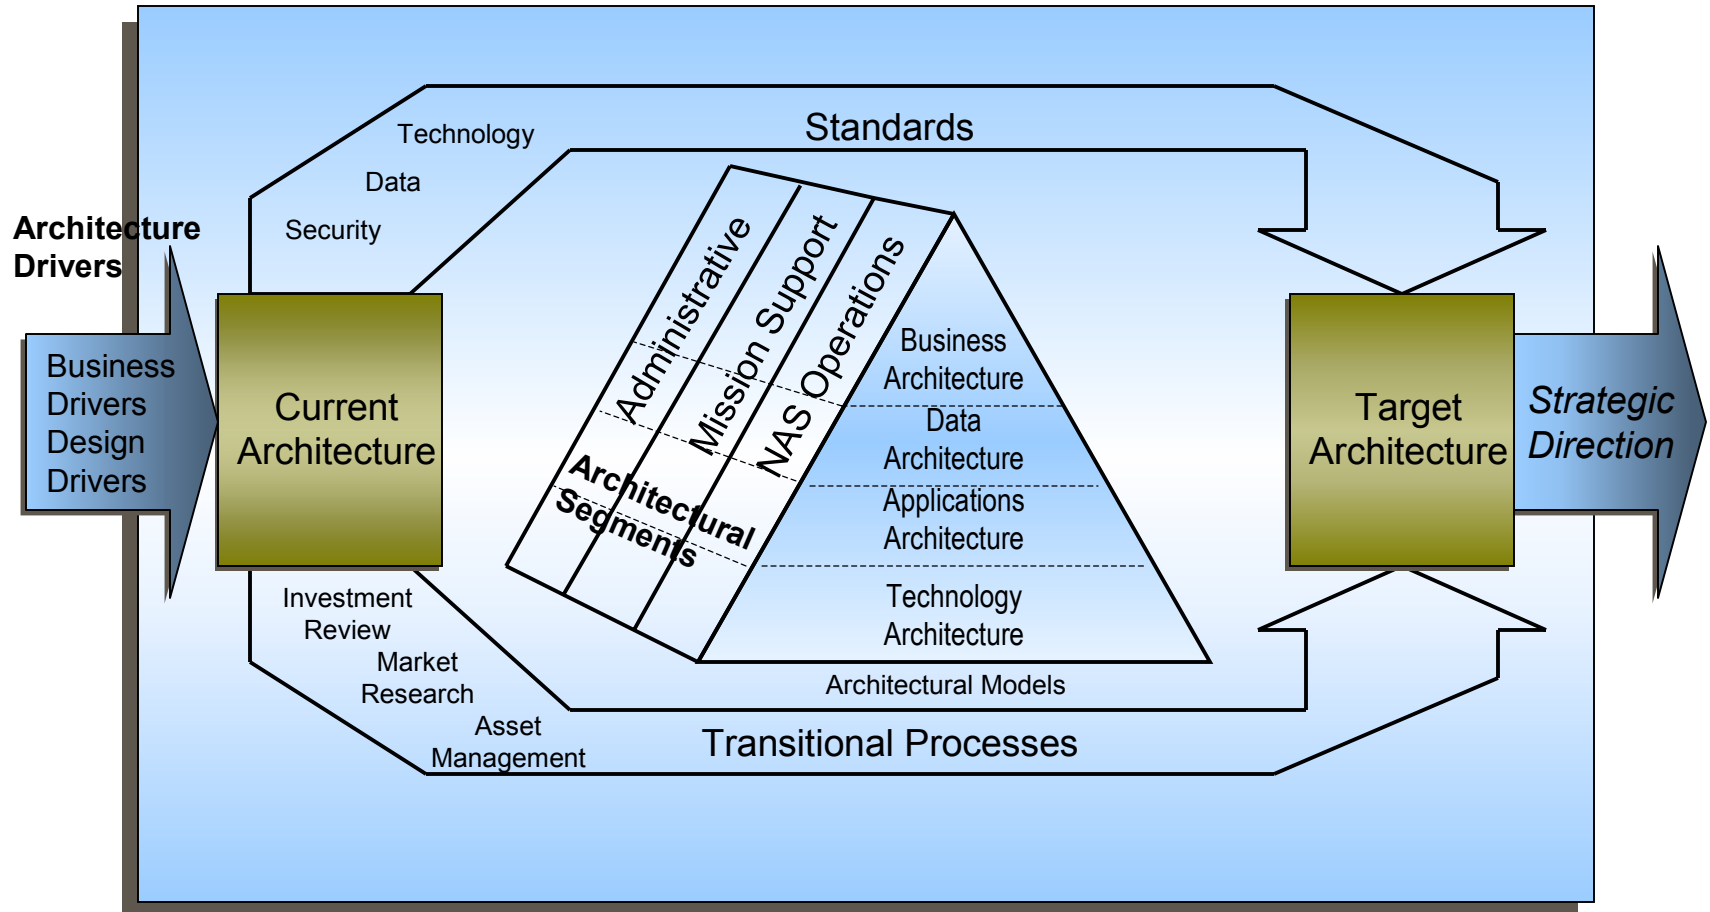 Technology
Standards
Data
Security
Architecture
Drivers
Business
Drivers
Design
Drivers
Current
Architecture
Administrative
Mission Support
NAS Operations
Architectural
Segments
Business
Architecture
Data
Architecture
Applications
Architecture
Technology
Architecture
Architectural Models
Target
Architecture
Strategic
Direction
Investment
Review
Market
Research
Asset
Management
Transitional Processes